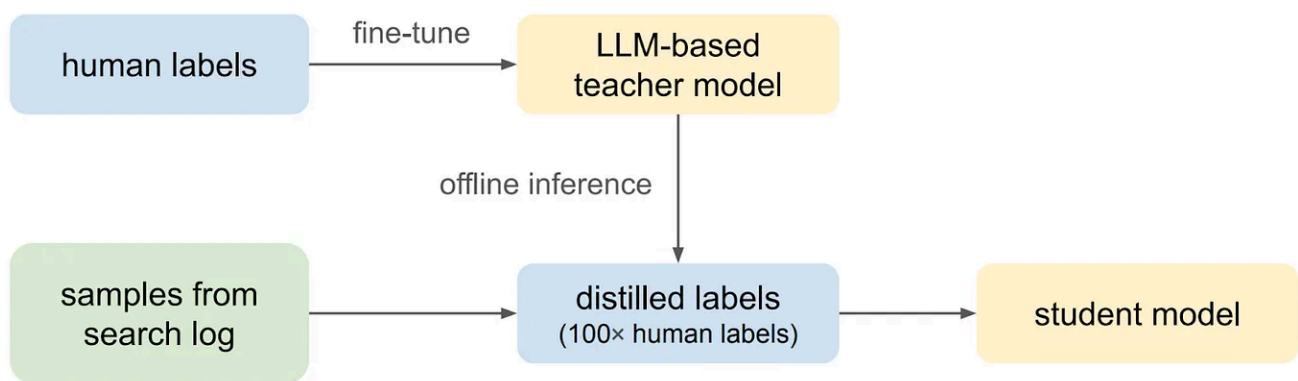 human labels
fine-tune
LLM-based
teacher model
offline inference
samples from
search log
distilled labels
(100× human labels)
student model